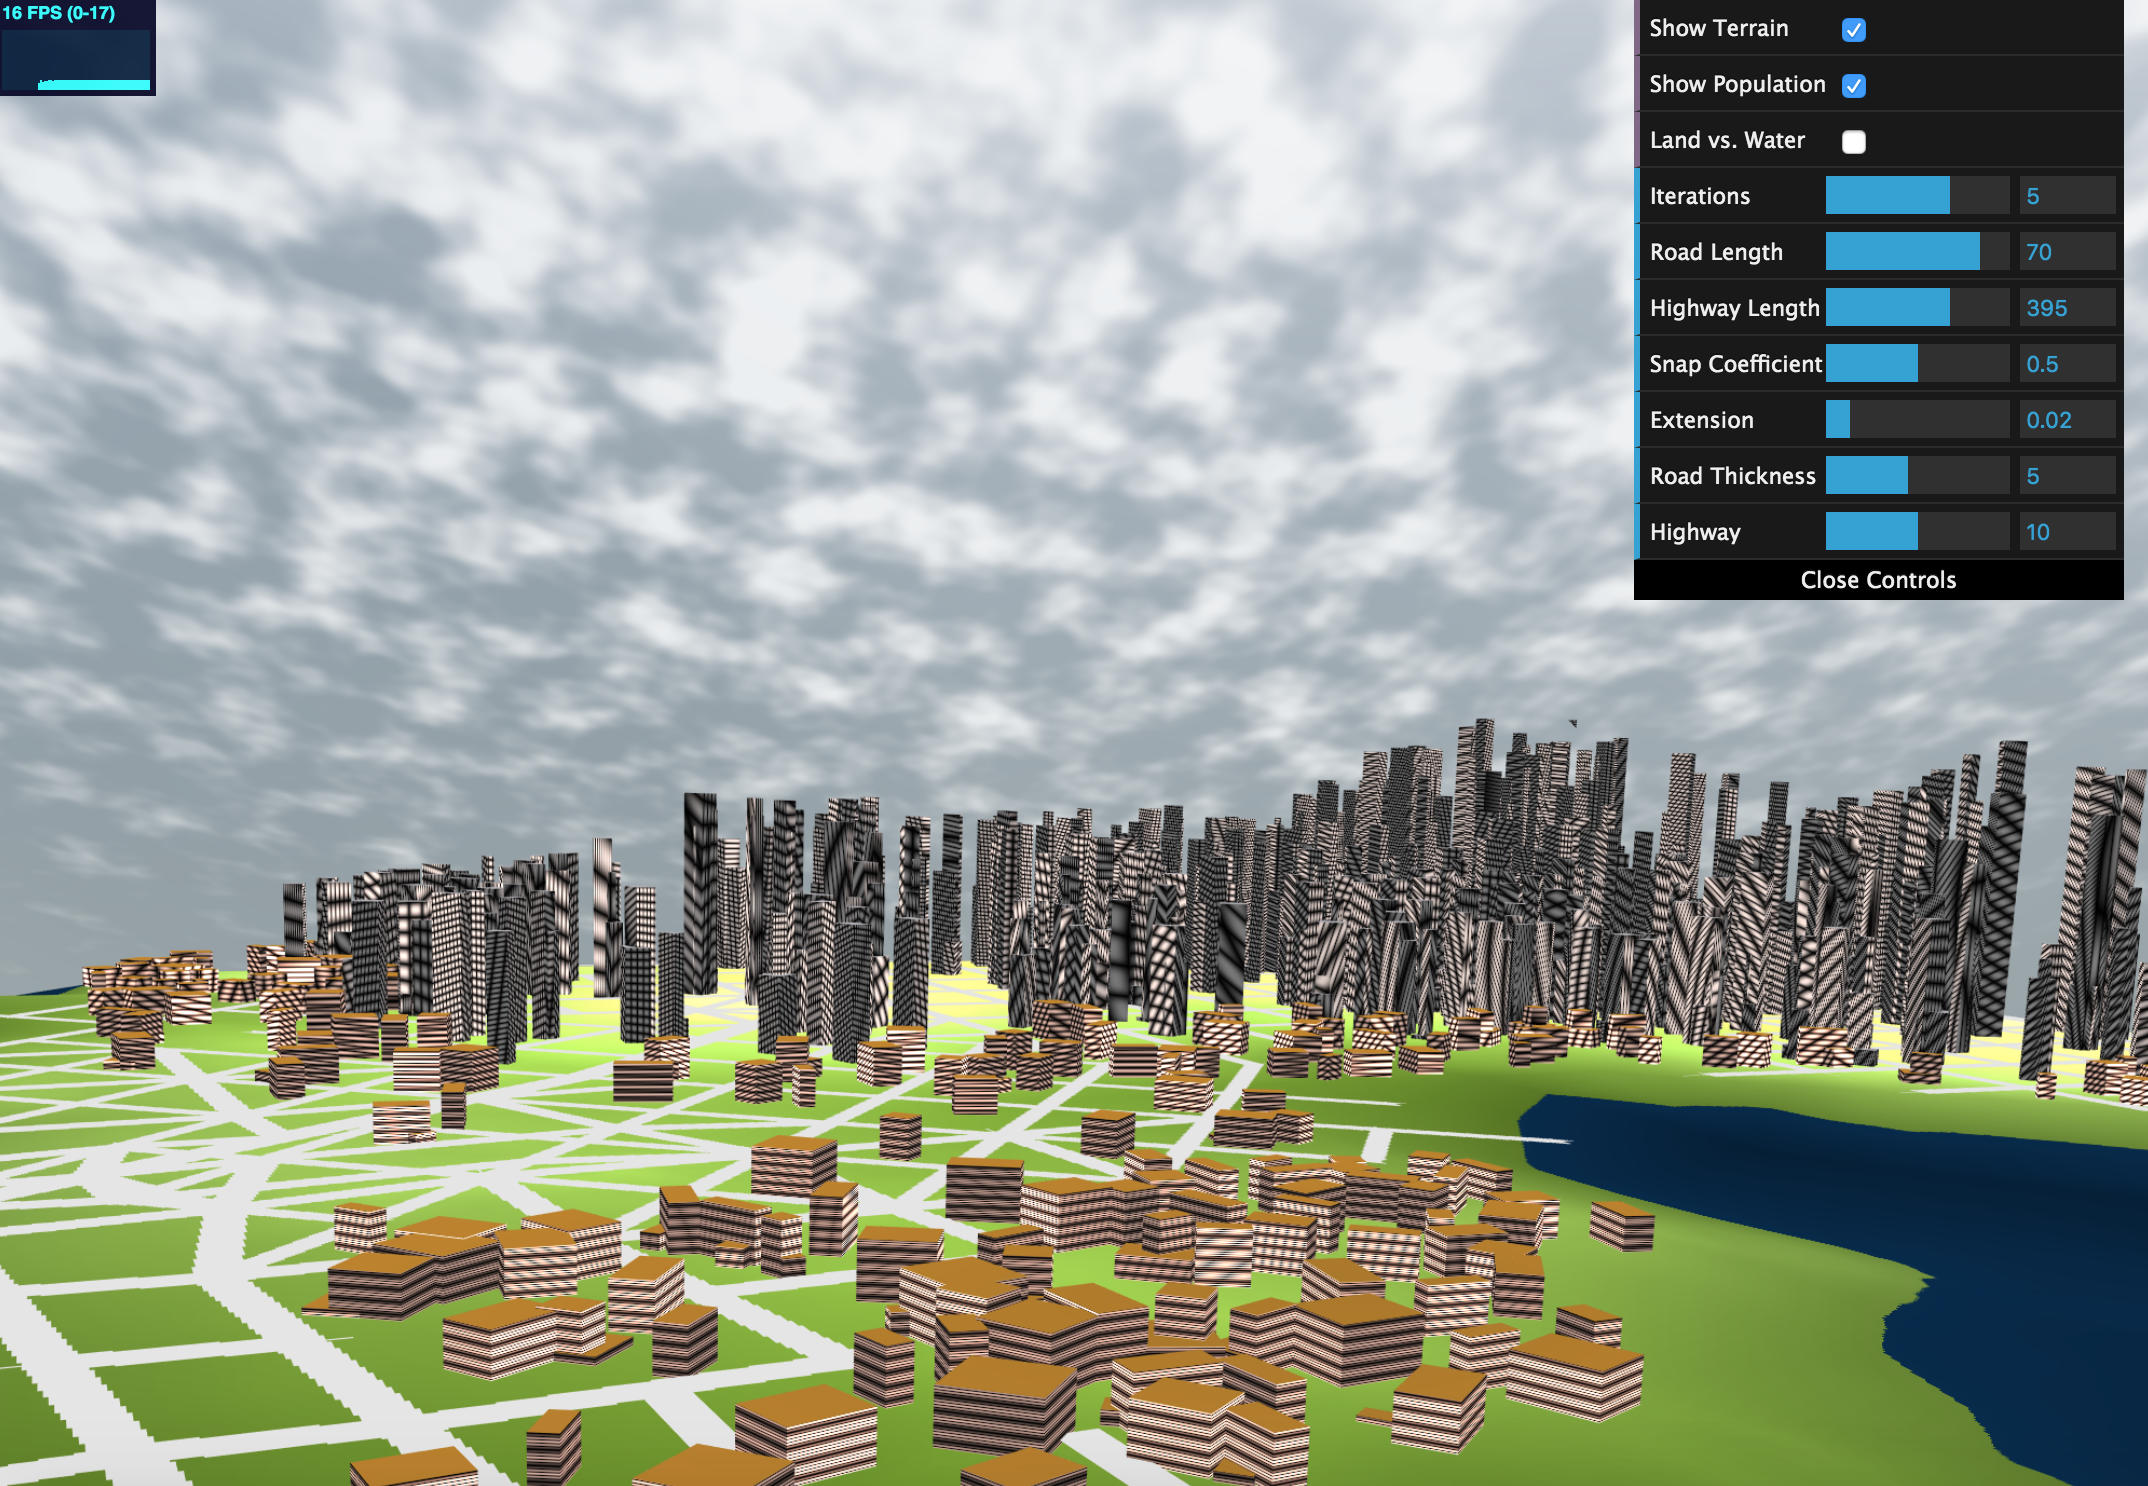 16 FPS (0-17)
Show Terrain
Show Population
Land vs. Water
Iterations 5
Road Length 70
Highway Length 395
Snap Coefficient 0.5
Extension 0.02
Road Thickness 5
Highway 10
Close Controls